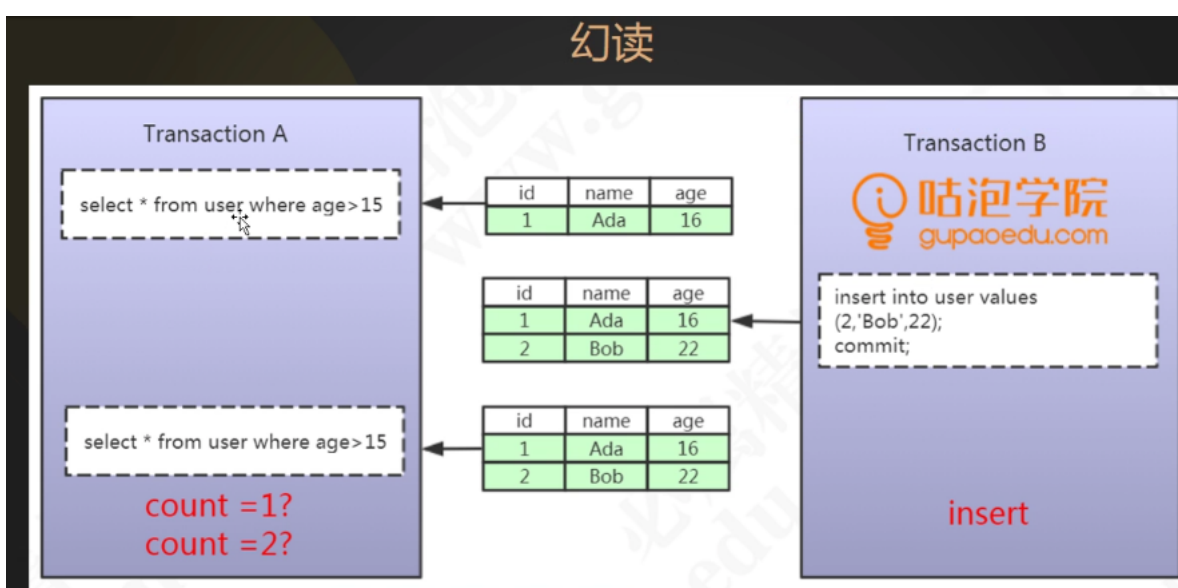 幻读
Transaction A
select * from user where age>15
id name age
1 Ada 16
Transaction B
咕泡学院
gupaoedu.com
id name age
1 Ada 16
2 Bob 22
insert into user values
(2,'Bob',22);
commit;
select * from user where age>15
id name age
1 Ada 16
2 Bob 22
count =1?
count =2?
insert